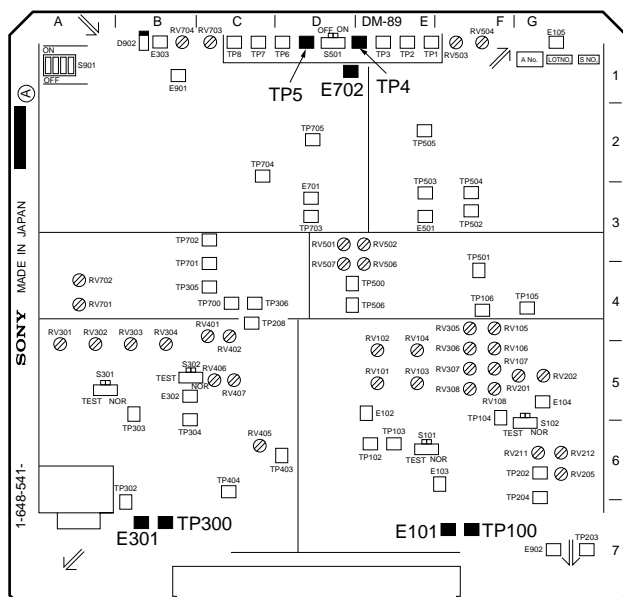 A B C D DM-89 E F G
D902 RV704 RV703 OFF ON RV504 E105
E303 TP8 TP7 TP6 S501 TP3 TP2 TP1 RV503
ON
S901
OFF
TP5 TP4
A No. LOTNO. S NO.
E901 E702 1
A
TP705 TP505 2
TP704
E701 TP503 TP504
TP703 E501 TP502 3
TP702 RV501 RV502
TP701 RV507 RV506 TP501
RV702 TP305 TP500
RV701 TP700 TP306 TP506 TP106 TP105 4
TP208
RV301 RV302 RV303 RV304 RV401 RV402
RV305 RV105
RV102 RV104 RV306 RV106
S302 RV406 RV307 RV107
S301 TEST NOR RV101 RV103 RV202 5
TEST NOR E302 RV407 RV308 RV201
RV108 E104
TP303 TP304 E102 TP104 S102
TEST NOR
RV405 TP103 S101
TP403 TP102 TEST NOR RV211 RV212
TP404 E103 TP202 RV205 6
TP302 TP204
E301 TP300 E101 TP100
E902 TP203 7
1-648-541-
SONY MADE IN JAPAN